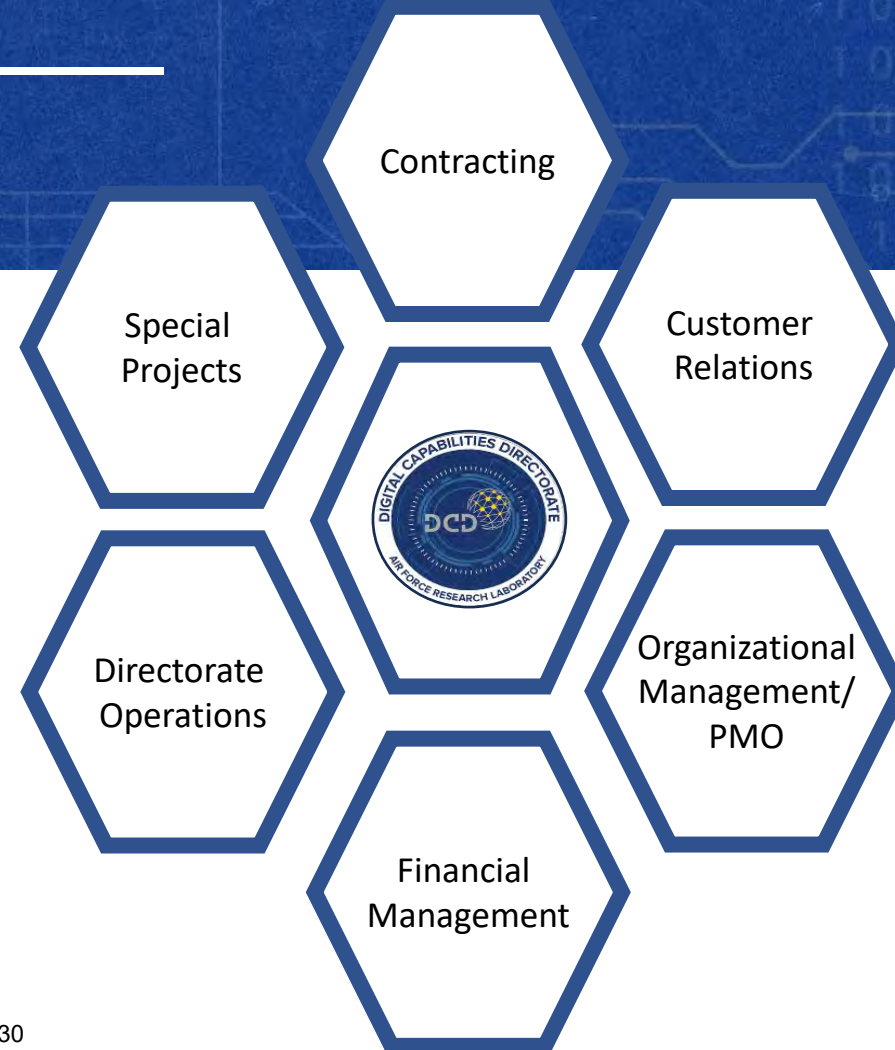 Contracting
Special
Projects
Customer
Relations
DIGITAL CAPABILITIES DIRECTORATE
DCD
AIR FORCE RESEARCH LABORATORY
Directorate
Operations
Organizational
Management/
PMO
Financial
Management
30